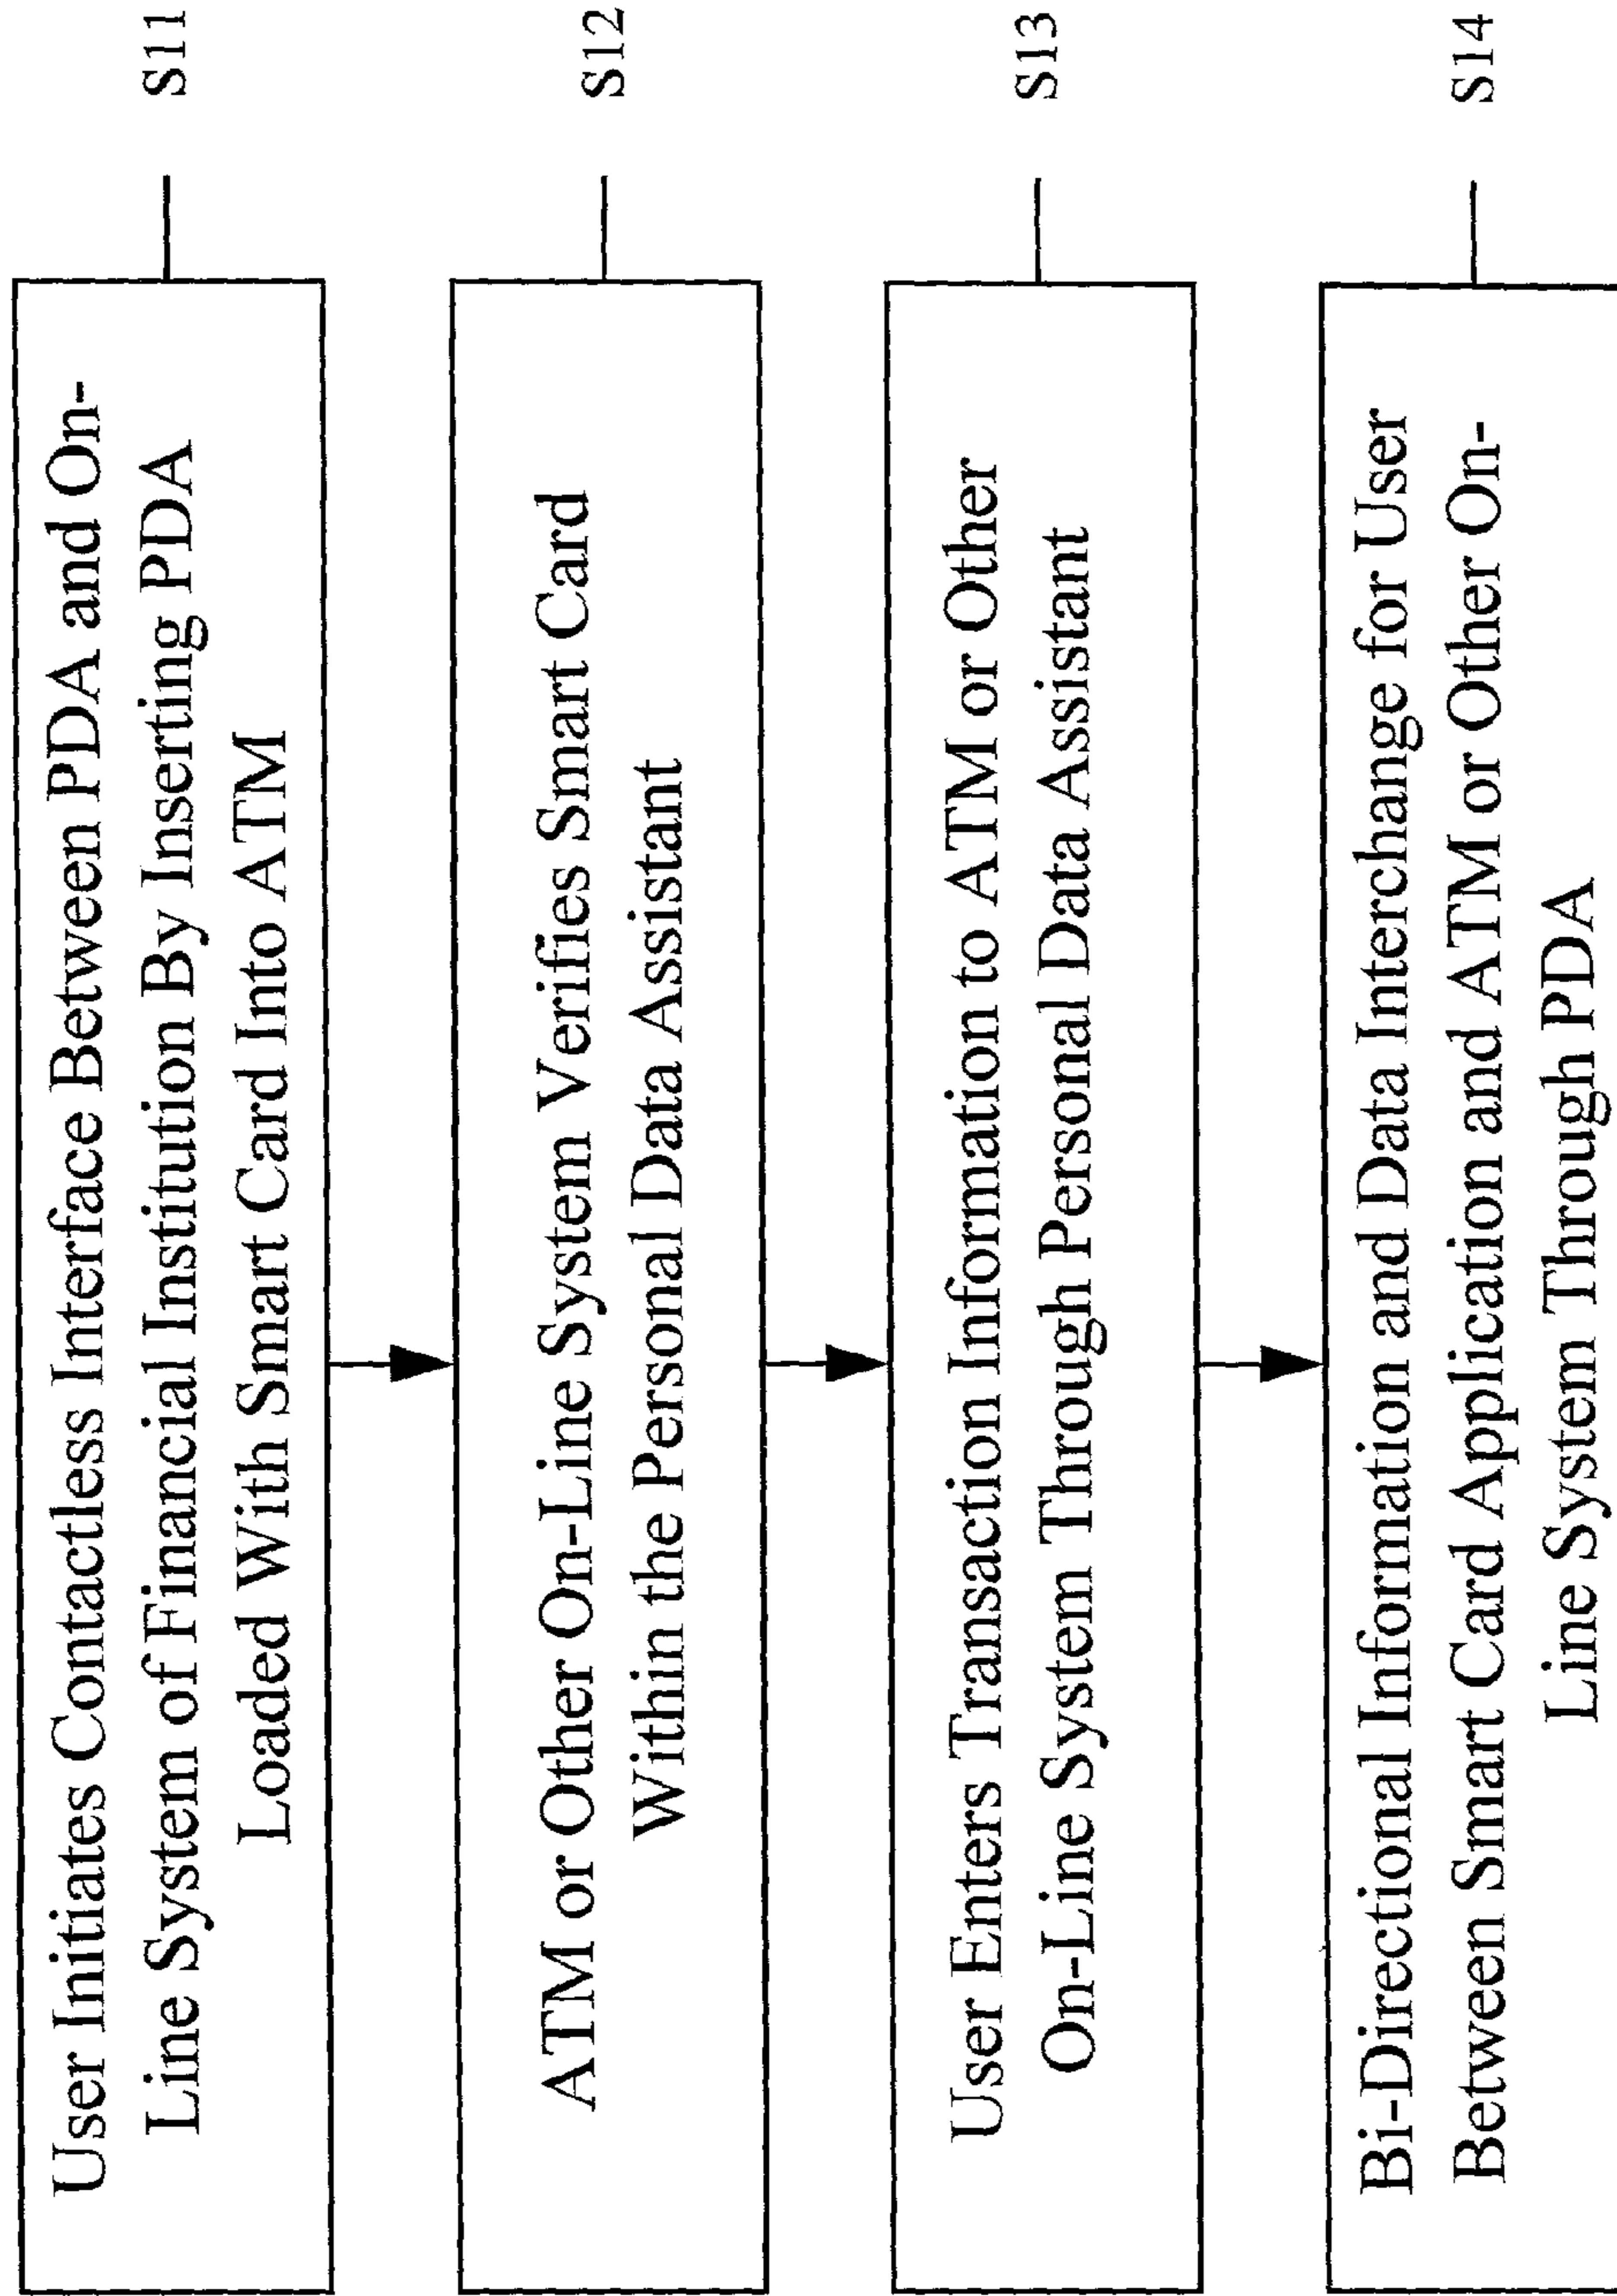 User Initiates Contactless Interface Between PDA and On-
Line System of Financial Institution By Inserting PDA
Loaded With Smart Card Into ATM
S11
ATM or Other On-Line System Verifies Smart Card
Within the Personal Data Assistant
S12
User Enters Transaction Information to ATM or Other
On-Line System Through Personal Data Assistant
S13
Bi-Directional Information and Data Interchange for User
Between Smart Card Application and ATM or Other On-
Line System Through PDA
S14